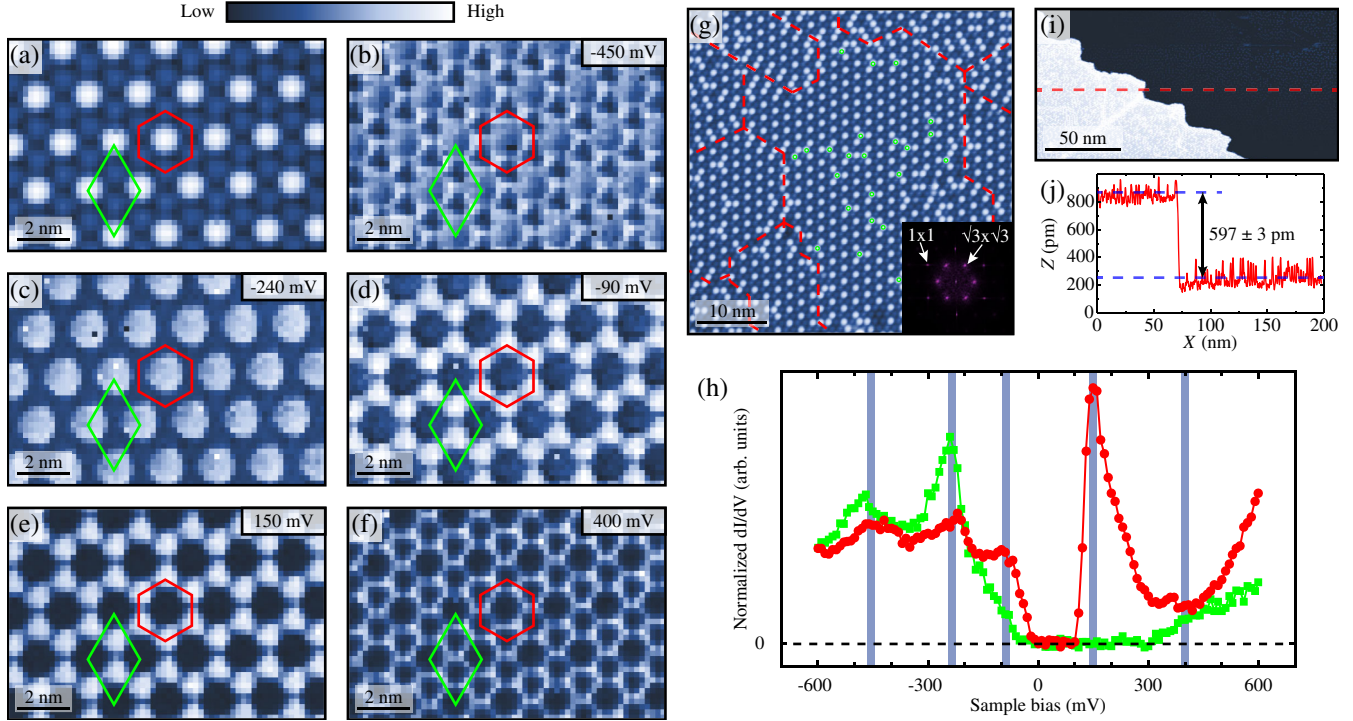 Low High
(a)
2 nm
(b) -450 mV
2 nm
(c) -240 mV
2 nm
(d) -90 mV
2 nm
(e) 150 mV
2 nm
(f) 400 mV
2 nm
(g)
1x1 √3x√3
10 nm
(i)
50 nm
(j)
800
600
400
200
0
Z (pm)
597 ± 3 pm
0 50 100 150 200
X (nm)
(h)
Normalized dI/dV (arb. units)
0
-600 -300 0 300 600
Sample bias (mV)